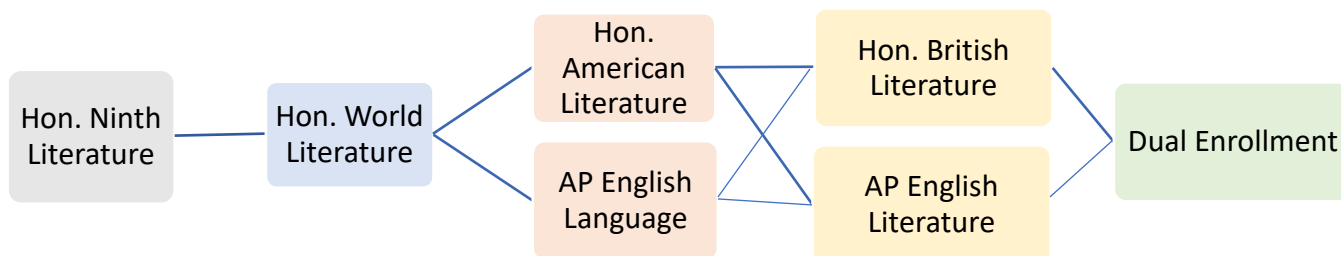 Hon. Ninth
Literature
Hon. World
Literature
Hon.
American
Literature
AP English
Language
Hon. British
Literature
AP English
Literature
Dual Enrollment